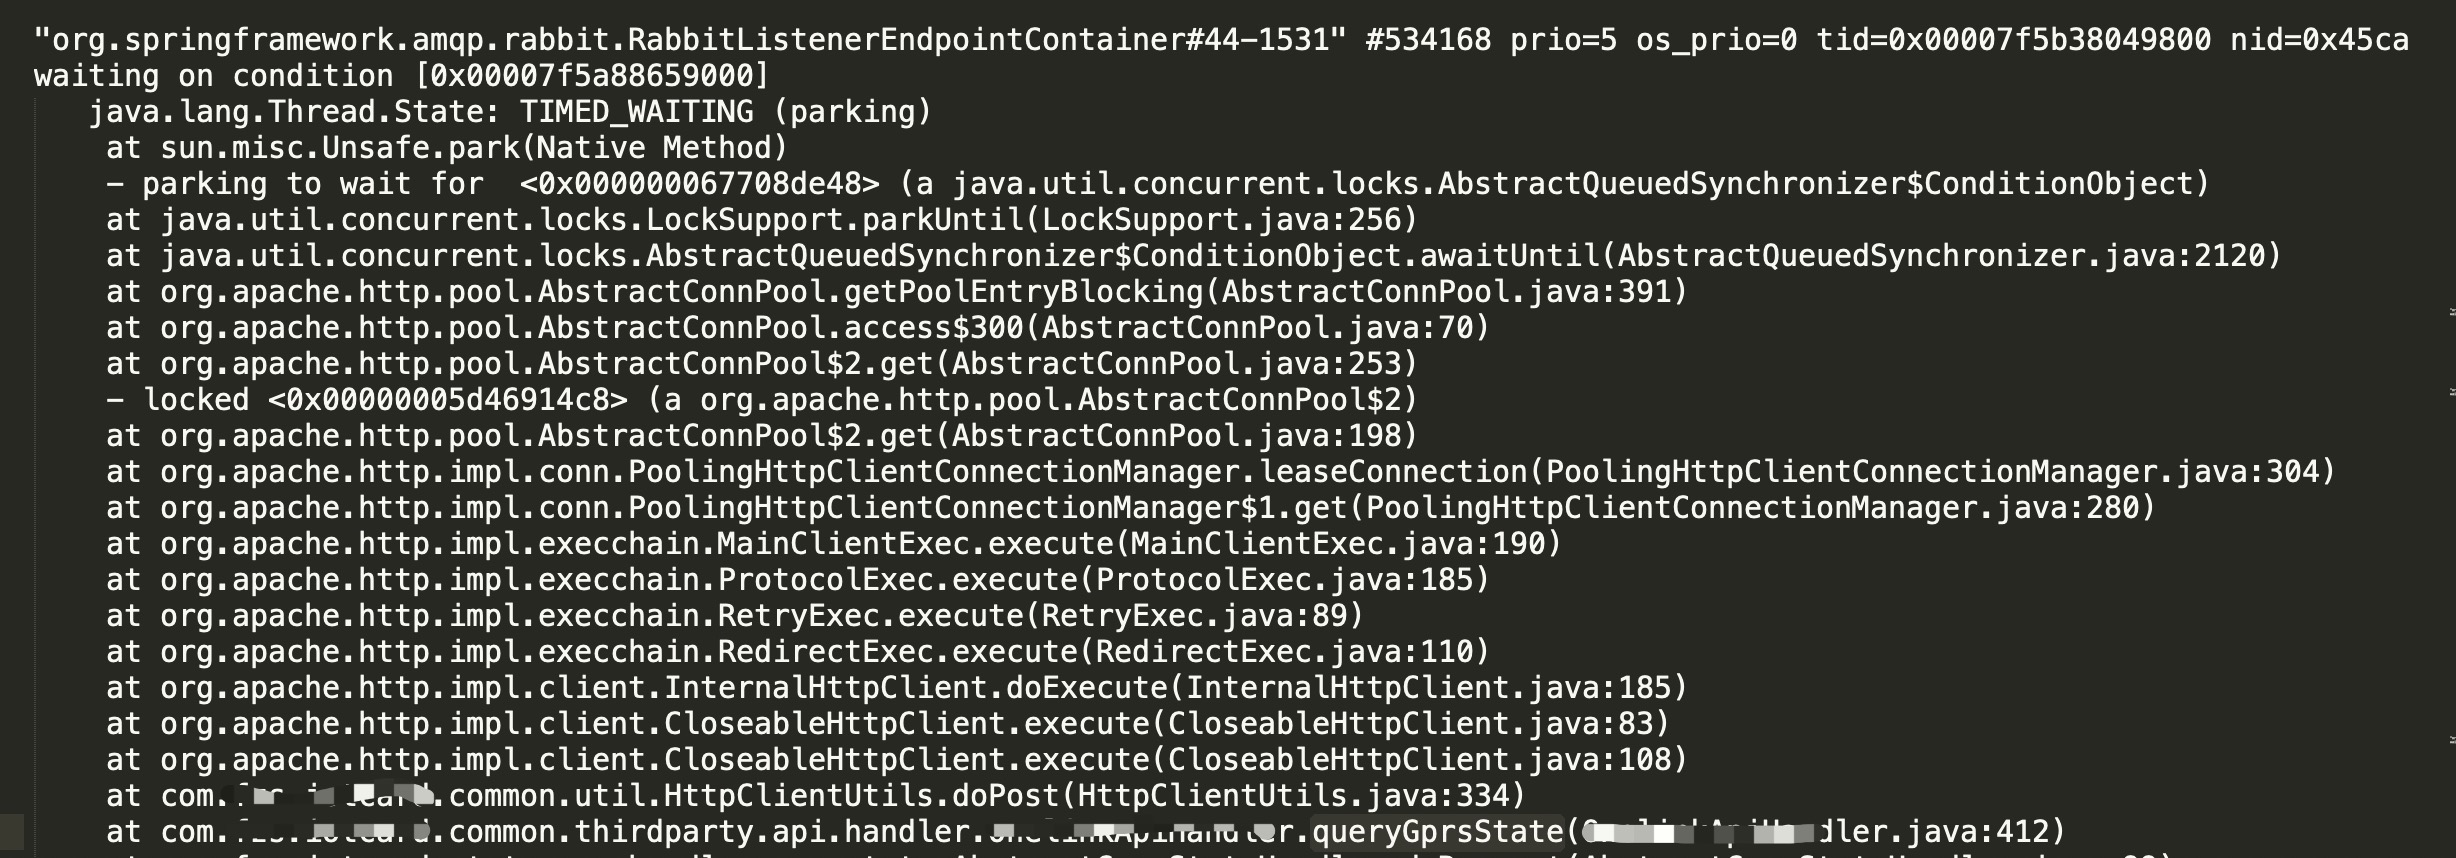 "org.springframework.amqp.rabbit.RabbitListenerEndpointContainer#44-1531" #534168 prio=5 os_prio=0 tid=0x00007f5b38049800 nid=0x45ca
waiting on condition [0x00007f5a88659000]
java.lang.Thread.State: TIMED_WAITING (parking)
at sun.misc.Unsafe.park(Native Method)
- parking to wait for  <0x000000067708de48> (a java.util.concurrent.locks.AbstractQueuedSynchronizer$ConditionObject)
at java.util.concurrent.locks.LockSupport.parkUntil(LockSupport.java:256)
at java.util.concurrent.locks.AbstractQueuedSynchronizer$ConditionObject.awaitUntil(AbstractQueuedSynchronizer.java:2120)
at org.apache.http.pool.AbstractConnPool.getPoolEntryBlocking(AbstractConnPool.java:391)
at org.apache.http.pool.AbstractConnPool.access$300(AbstractConnPool.java:70)
at org.apache.http.pool.AbstractConnPool$2.get(AbstractConnPool.java:253)
- locked <0x00000005d46914c8> (a org.apache.http.pool.AbstractConnPool$2)
at org.apache.http.pool.AbstractConnPool$2.get(AbstractConnPool.java:198)
at org.apache.http.impl.conn.PoolingHttpClientConnectionManager.leaseConnection(PoolingHttpClientConnectionManager.java:304)
at org.apache.http.impl.conn.PoolingHttpClientConnectionManager$1.get(PoolingHttpClientConnectionManager.java:280)
at org.apache.http.impl.execchain.MainClientExec.execute(MainClientExec.java:190)
at org.apache.http.impl.execchain.ProtocolExec.execute(ProtocolExec.java:185)
at org.apache.http.impl.execchain.RetryExec.execute(RetryExec.java:89)
at org.apache.http.impl.execchain.RedirectExec.execute(RedirectExec.java:110)
at org.apache.http.impl.client.InternalHttpClient.doExecute(InternalHttpClient.java:185)
at org.apache.http.impl.client.CloseableHttpClient.execute(CloseableHttpClient.java:83)
at org.apache.http.impl.client.CloseableHttpClient.execute(CloseableHttpClient.java:108)
at com. .common.util.HttpClientUtils.doPost(HttpClientUtils.java:334)
at com. .common.thirdparty.api.handler. .queryGprsState( dler.java:412)